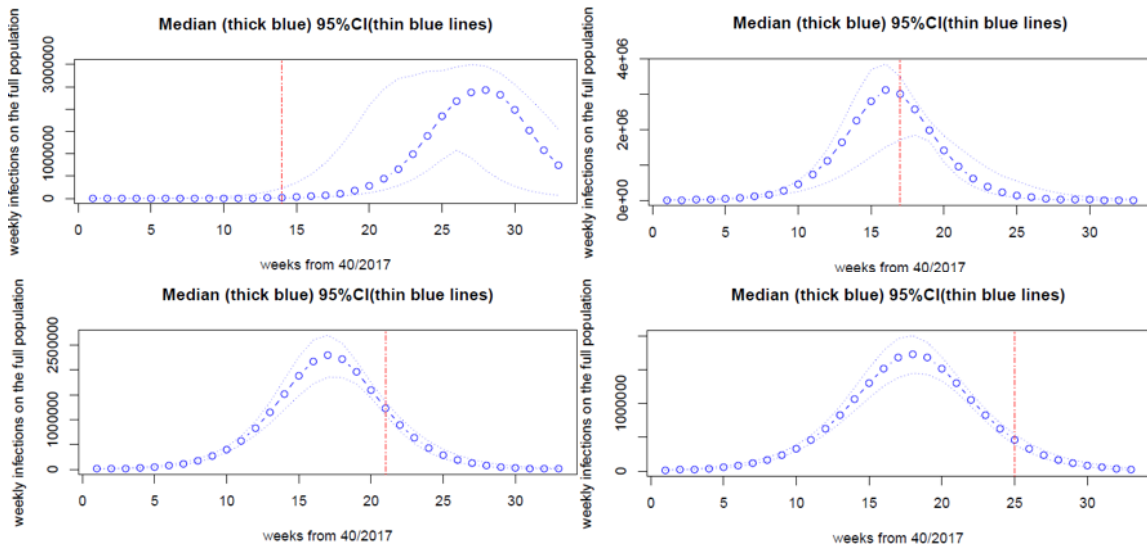 Median (thick blue) 95%CI(thin blue lines)
weekly infections on the full population
3000000
1000000
0
0 5 10 15 20 25 30
weeks from 40/2017
Median (thick blue) 95%CI(thin blue lines)
weekly infections on the full population
4e+06
2e+06
0e+00
0 5 10 15 20 25 30
weeks from 40/2017
Median (thick blue) 95%CI(thin blue lines)
weekly infections on the full population
2500000
1000000
0
0 5 10 15 20 25 30
weeks from 40/2017
Median (thick blue) 95%CI(thin blue lines)
weekly infections on the full population
1000000
0
0 5 10 15 20 25 30
weeks from 40/2017